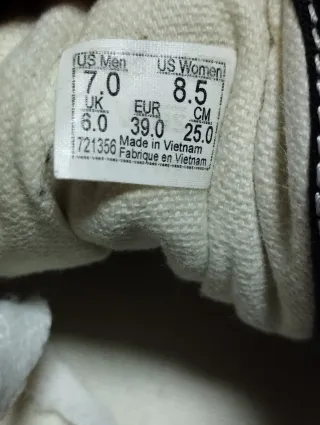 US Men US Women
7.0 8.5
UK EUR CM
6.0 39.0 25.0
721356 Made in Vietnam
Fabrique en Vietnam